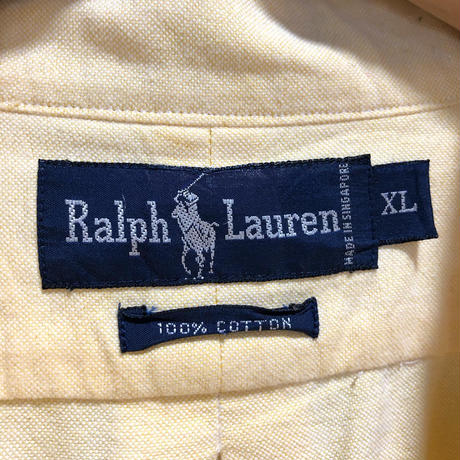 Ralph Lauren
MADE IN SINGAPORE
XL
100% COTTON